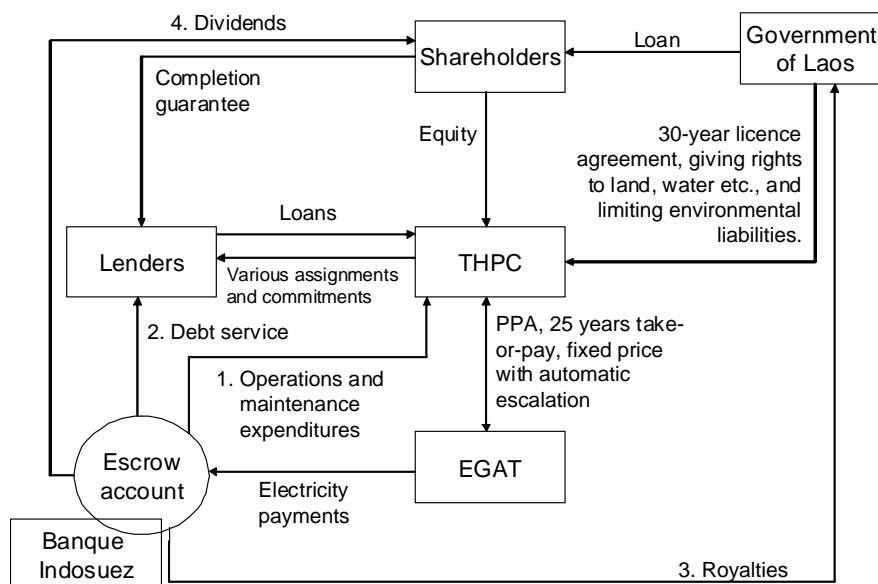 4. Dividends
Shareholders
Loan
Government
of Laos
Completion
guarantee
Equity
30-year licence
agreement, giving rights
to land, water etc., and
limiting environmental
liabilities.
Loans
Lenders
THPC
Various assignments
and commitments
2. Debt service
PPA, 25 years take-
or-pay, fixed price
with automatic
escalation
1. Operations and
maintenance
expenditures
Escrow
account
EGAT
Electricity
payments
Banque
Indosuez
3. Royalties